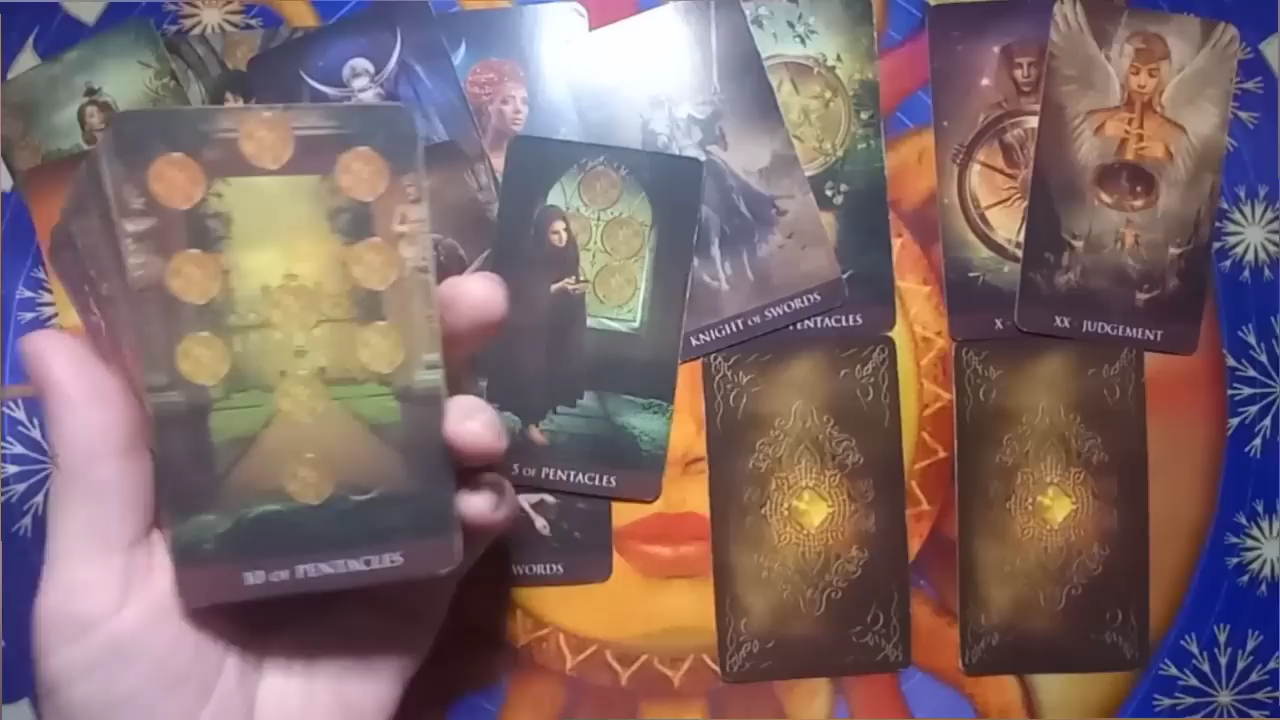 KNIGHT OF SWORDS
PENTACLES
X -
XX - JUDGEMENT
5 OF PENTACLES
10 OF PENTACLES
WORDS